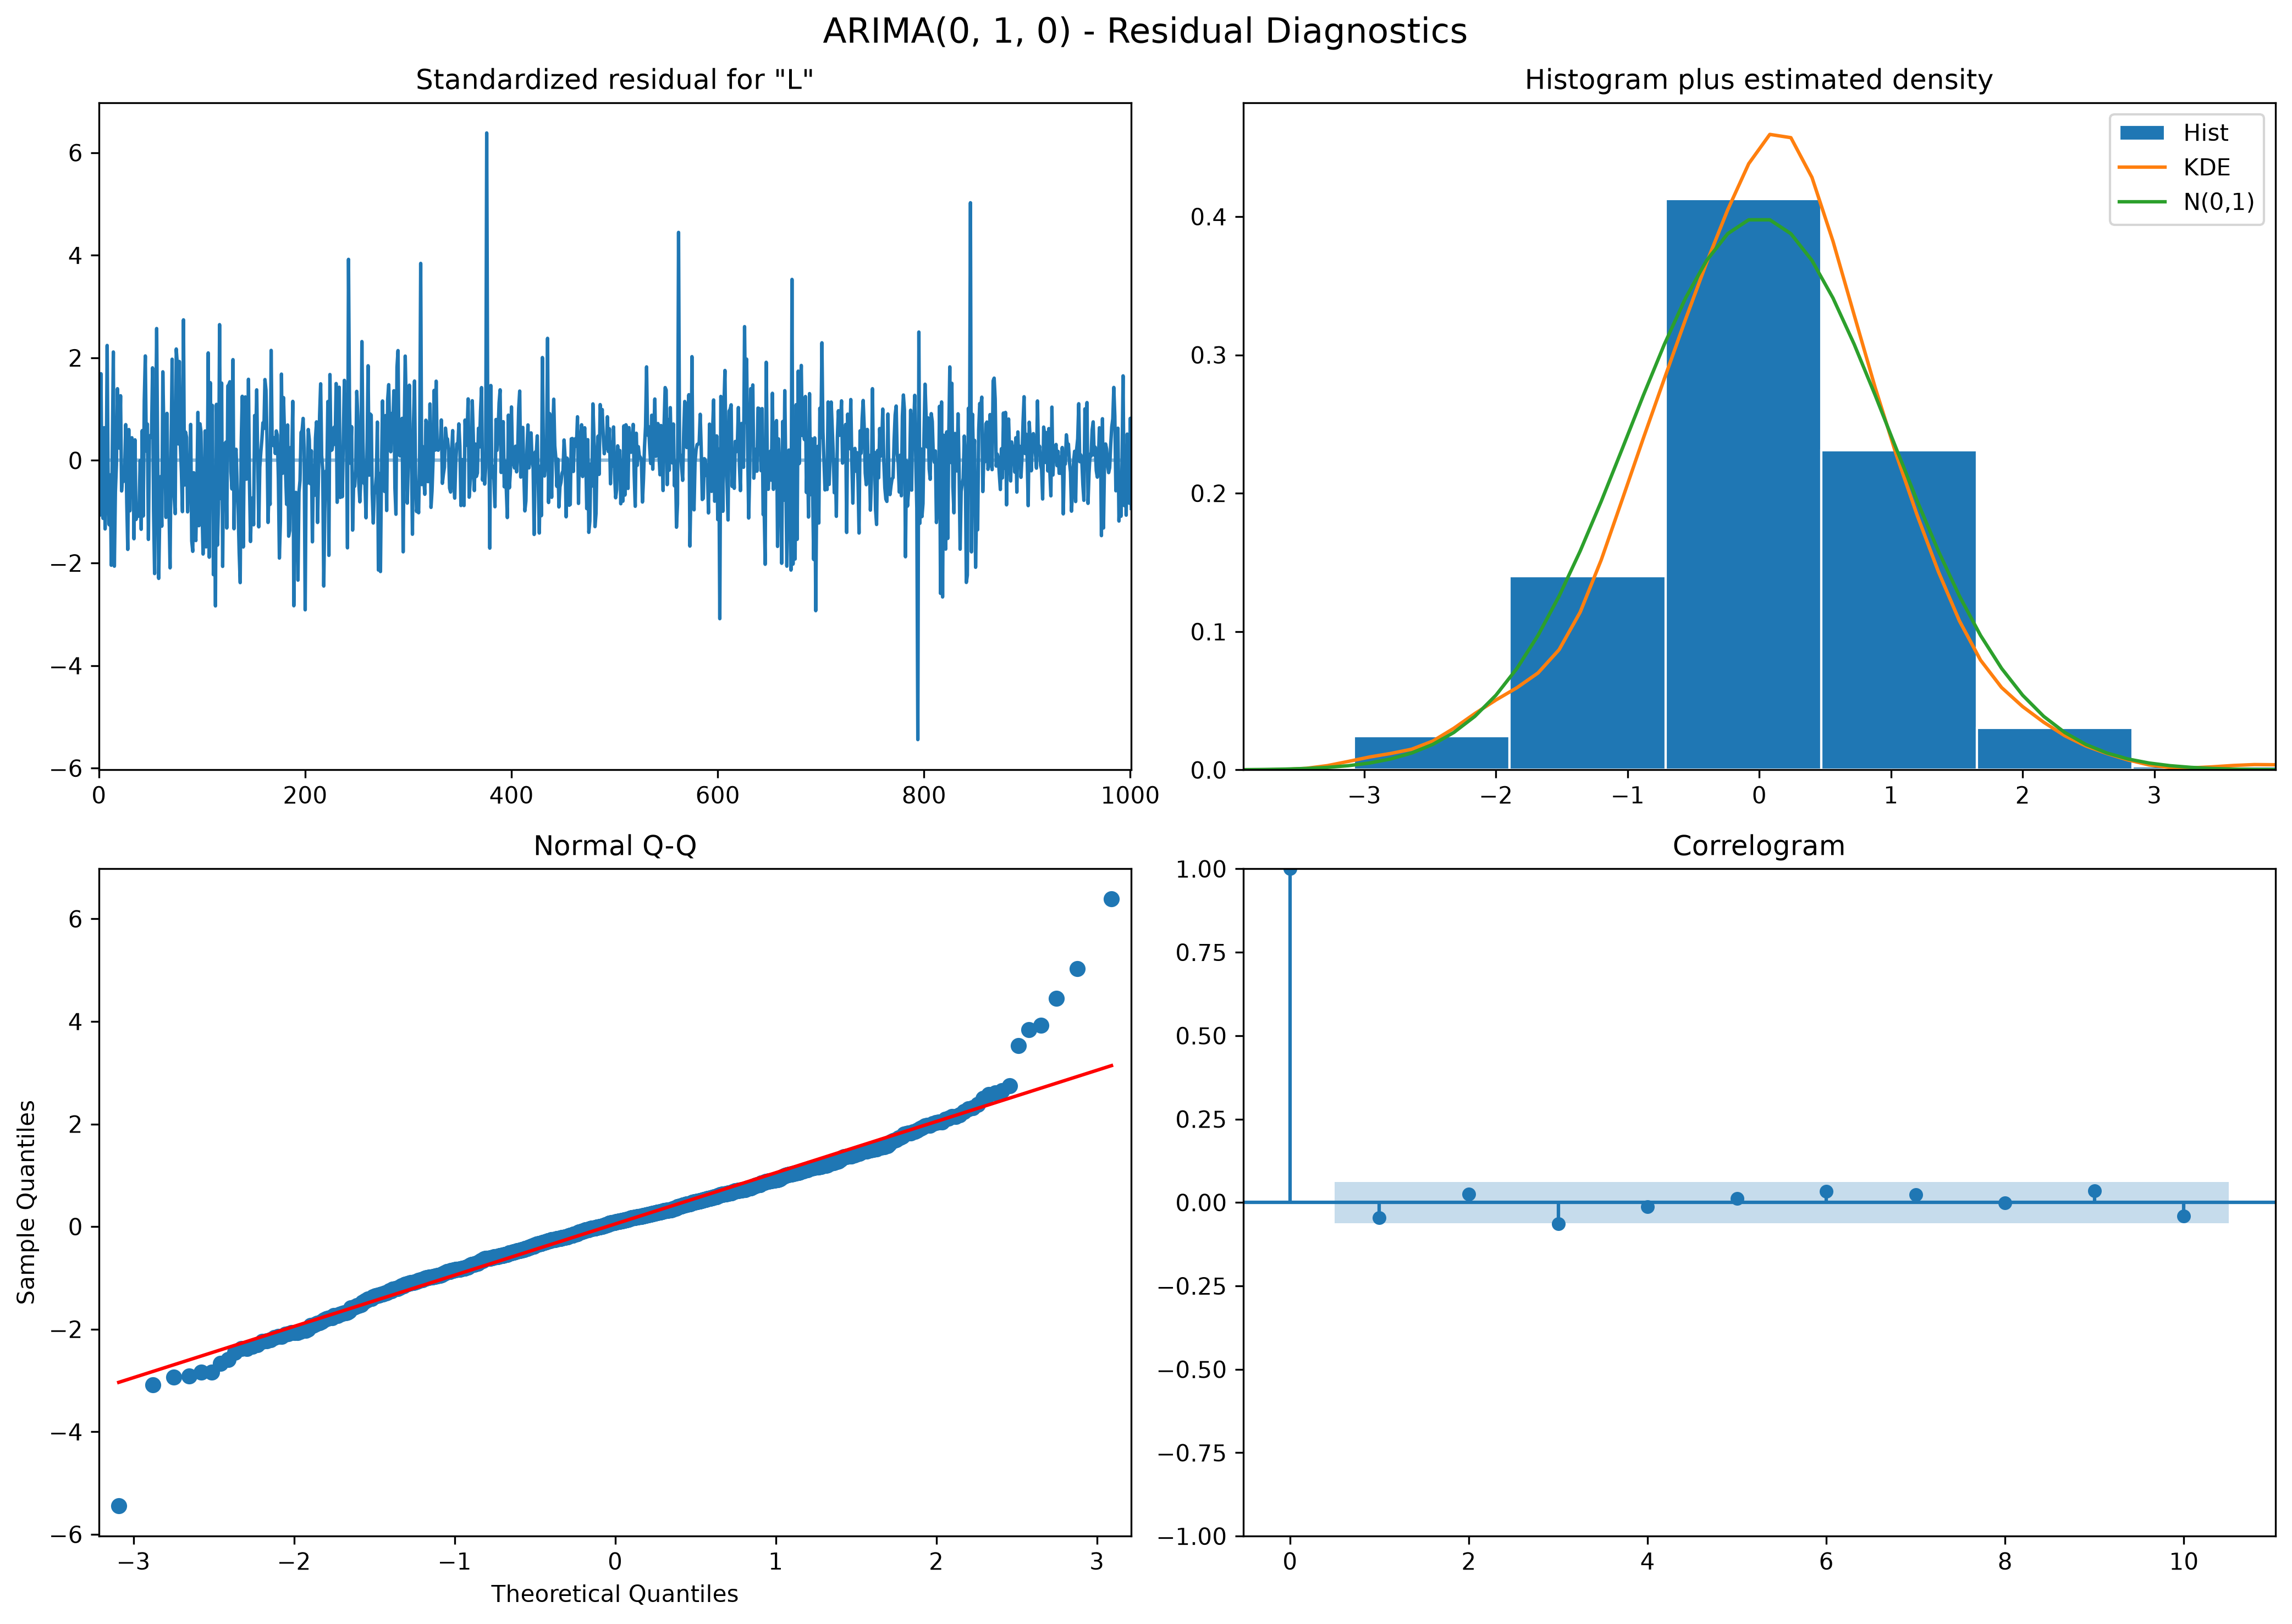 ARIMA(0, 1, 0) - Residual Diagnostics
Standardized residual for "L"
6
4
2
0
−2
−4
−6
0 200 400 600 800 1000
Histogram plus estimated density
Hist
KDE
N(0,1)
0.4
0.3
0.2
0.1
0.0
−3 −2 −1 0 1 2 3
Normal Q-Q
Sample Quantiles
6
4
2
0
−2
−4
−6
−3 −2 −1 0 1 2 3
Theoretical Quantiles
Correlogram
1.00
0.75
0.50
0.25
0.00
−0.25
−0.50
−0.75
−1.00
0 2 4 6 8 10